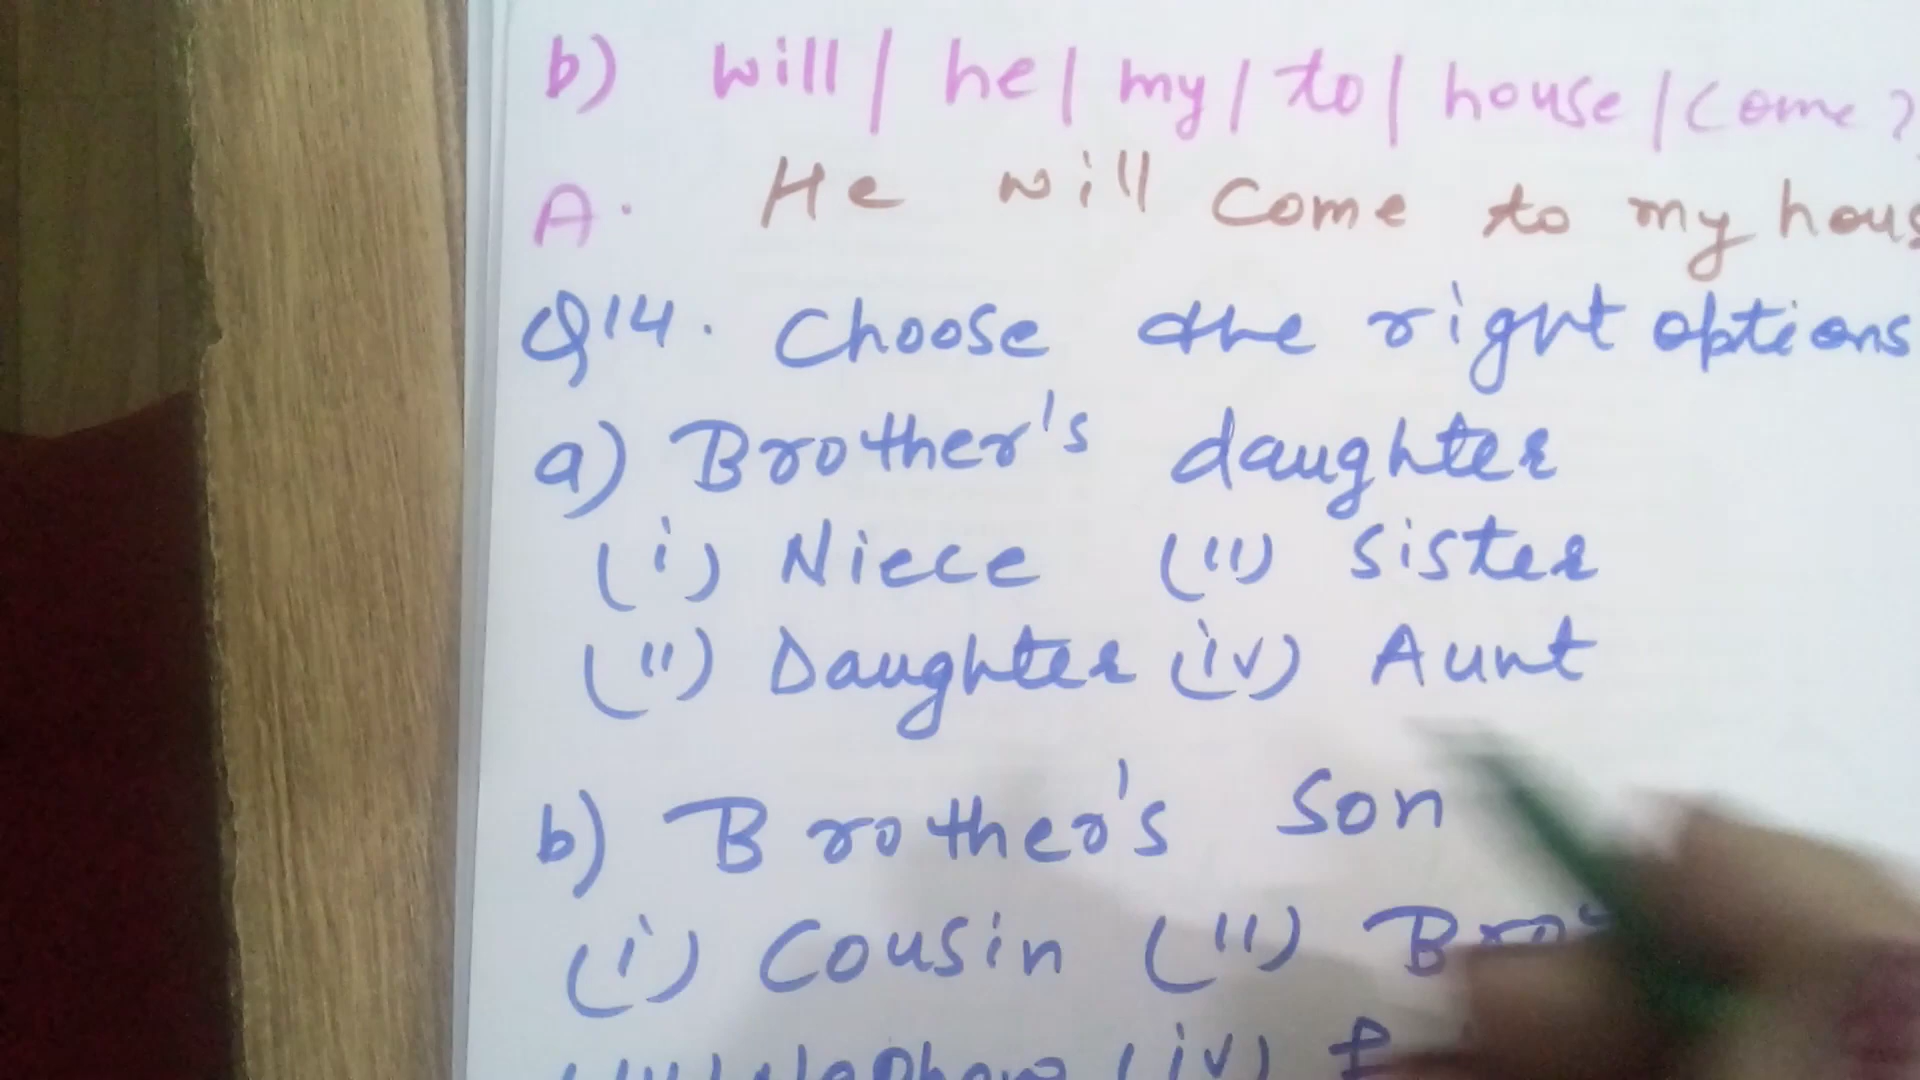 b) will / he / my / to / house / come?
A. He will come to my hous
Q14. Choose the right options
a) Brother's daughter
(i) Niece (ii) Sister
(ii) Daughter (iv) Aunt
b) Brother's son
(i) Cousin (ii)
(iv)